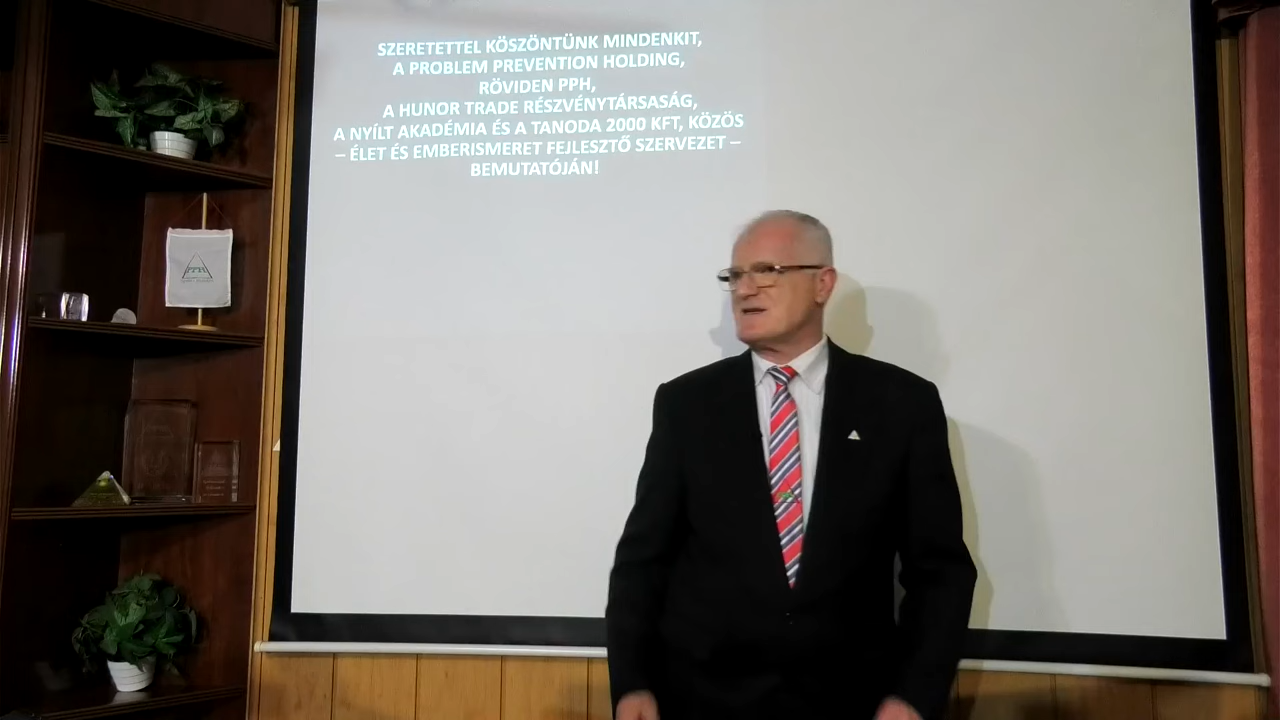 SZERETETTEL KÖSZÖNTÜNK MINDENKIT,
A PROBLEM PREVENTION HOLDING,
RÖVIDEN PPH,
A HUNOR TRADE RÉSZVÉNYTÁRSASÁG,
A NYÍLT AKADÉMIA ÉS A TANODA 2000 KFT, KÖZÖS
– ÉLET ÉS EMBERISMERET FEJLESZTŐ SZERVEZET –
BEMUTATÓJÁN!